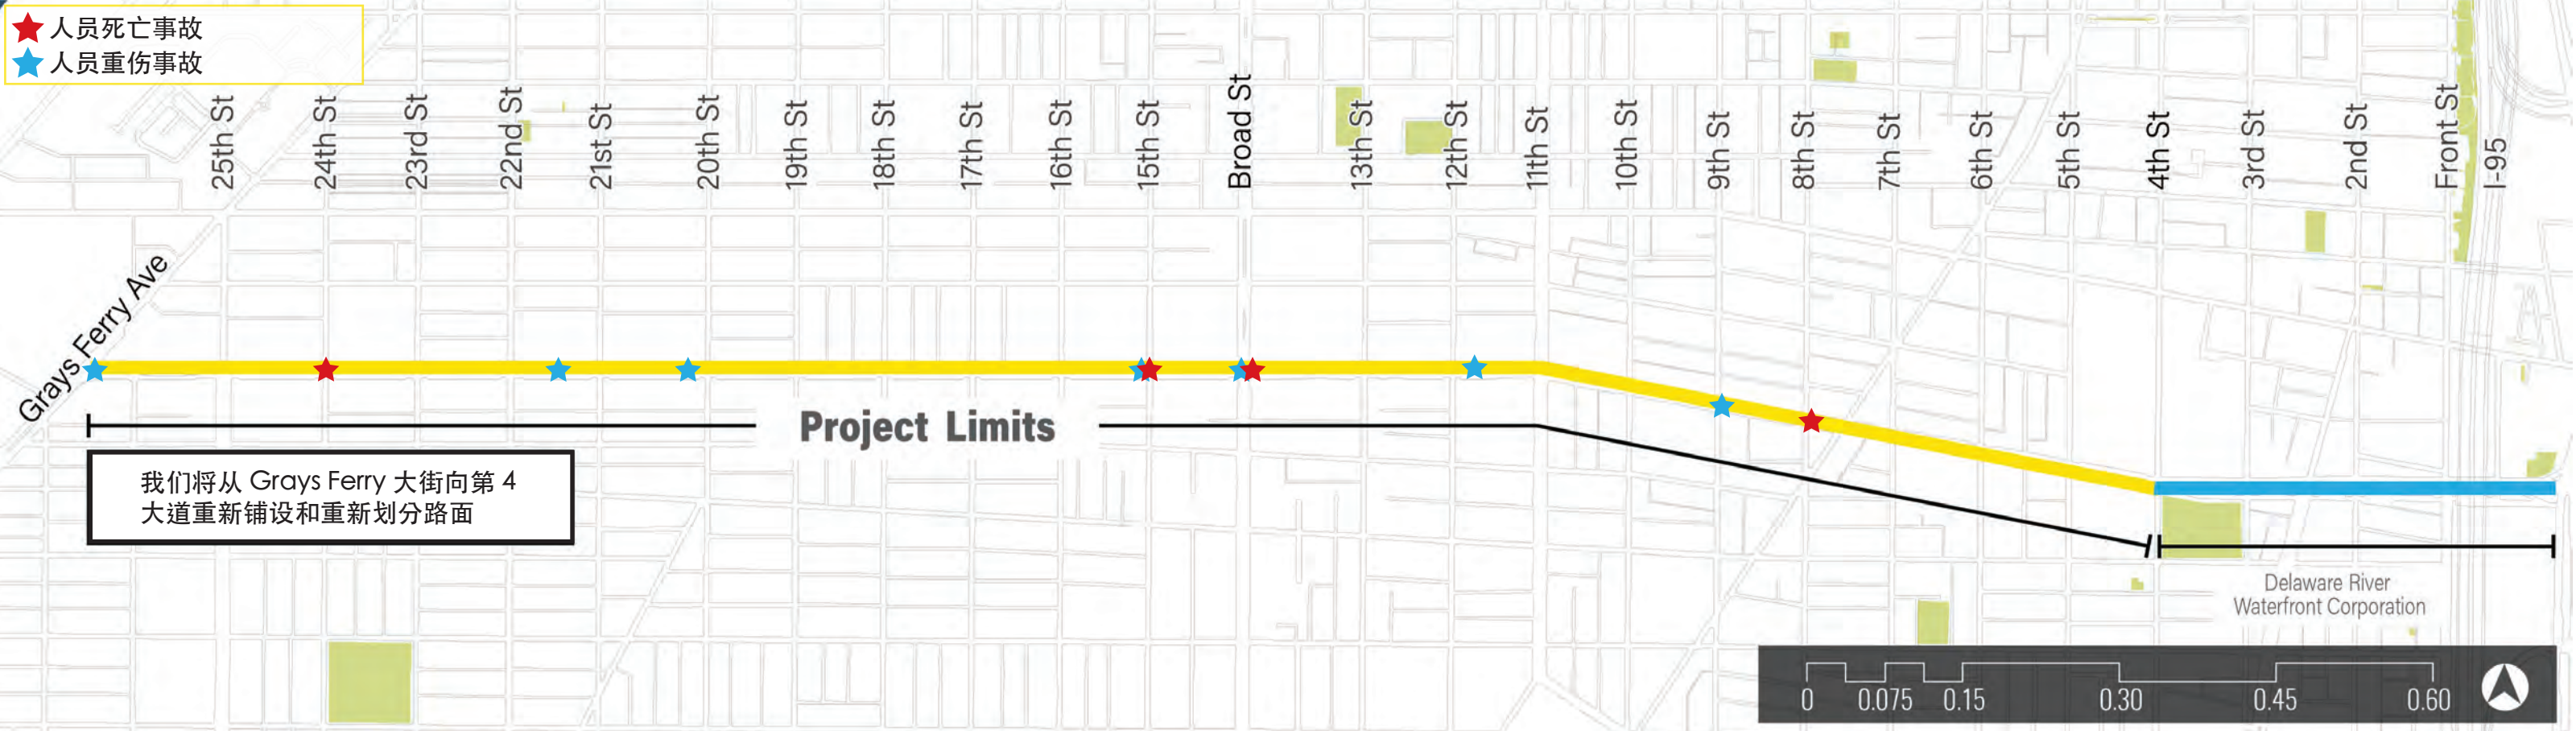 人员死亡事故
人员重伤事故
25th St
24th St
23rd St
22nd St
21st St
20th St
19th St
18th St
17th St
16th St
15th St
Broad St
13th St
12th St
11th St
10th St
9th St
8th St
7th St
6th St
5th St
4th St
3rd St
2nd St
Front St
I-95
Grays Ferry Ave
Project Limits
我们将从 Grays Ferry 大街向第 4
大道重新铺设和重新划分路面
Delaware River
Waterfront Corporation
0 0.075 0.15 0.30 0.45 0.60